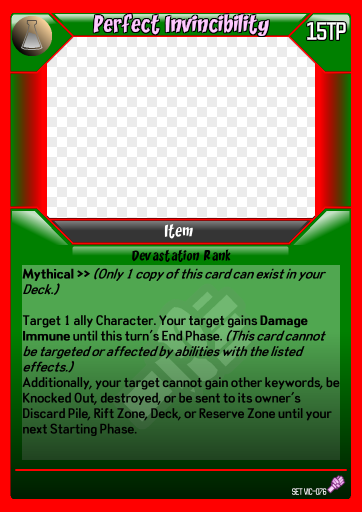 Perfect Invincibility
15TP
Item
Devastation Rank
Mythical >> (Only 1 copy of this card can exist in your
Deck.)
Target 1 ally Character. Your target gains Damage
Immune until this turn's End Phase. (This card cannot
be targeted or affected by abilities with the listed
effects.)
Additionally, your target cannot gain other keywords, be
Knocked Out, destroyed, or be sent to its owner's
Discard Pile, Rift Zone, Deck, or Reserve Zone until your
next Starting Phase.
SET VIC-076